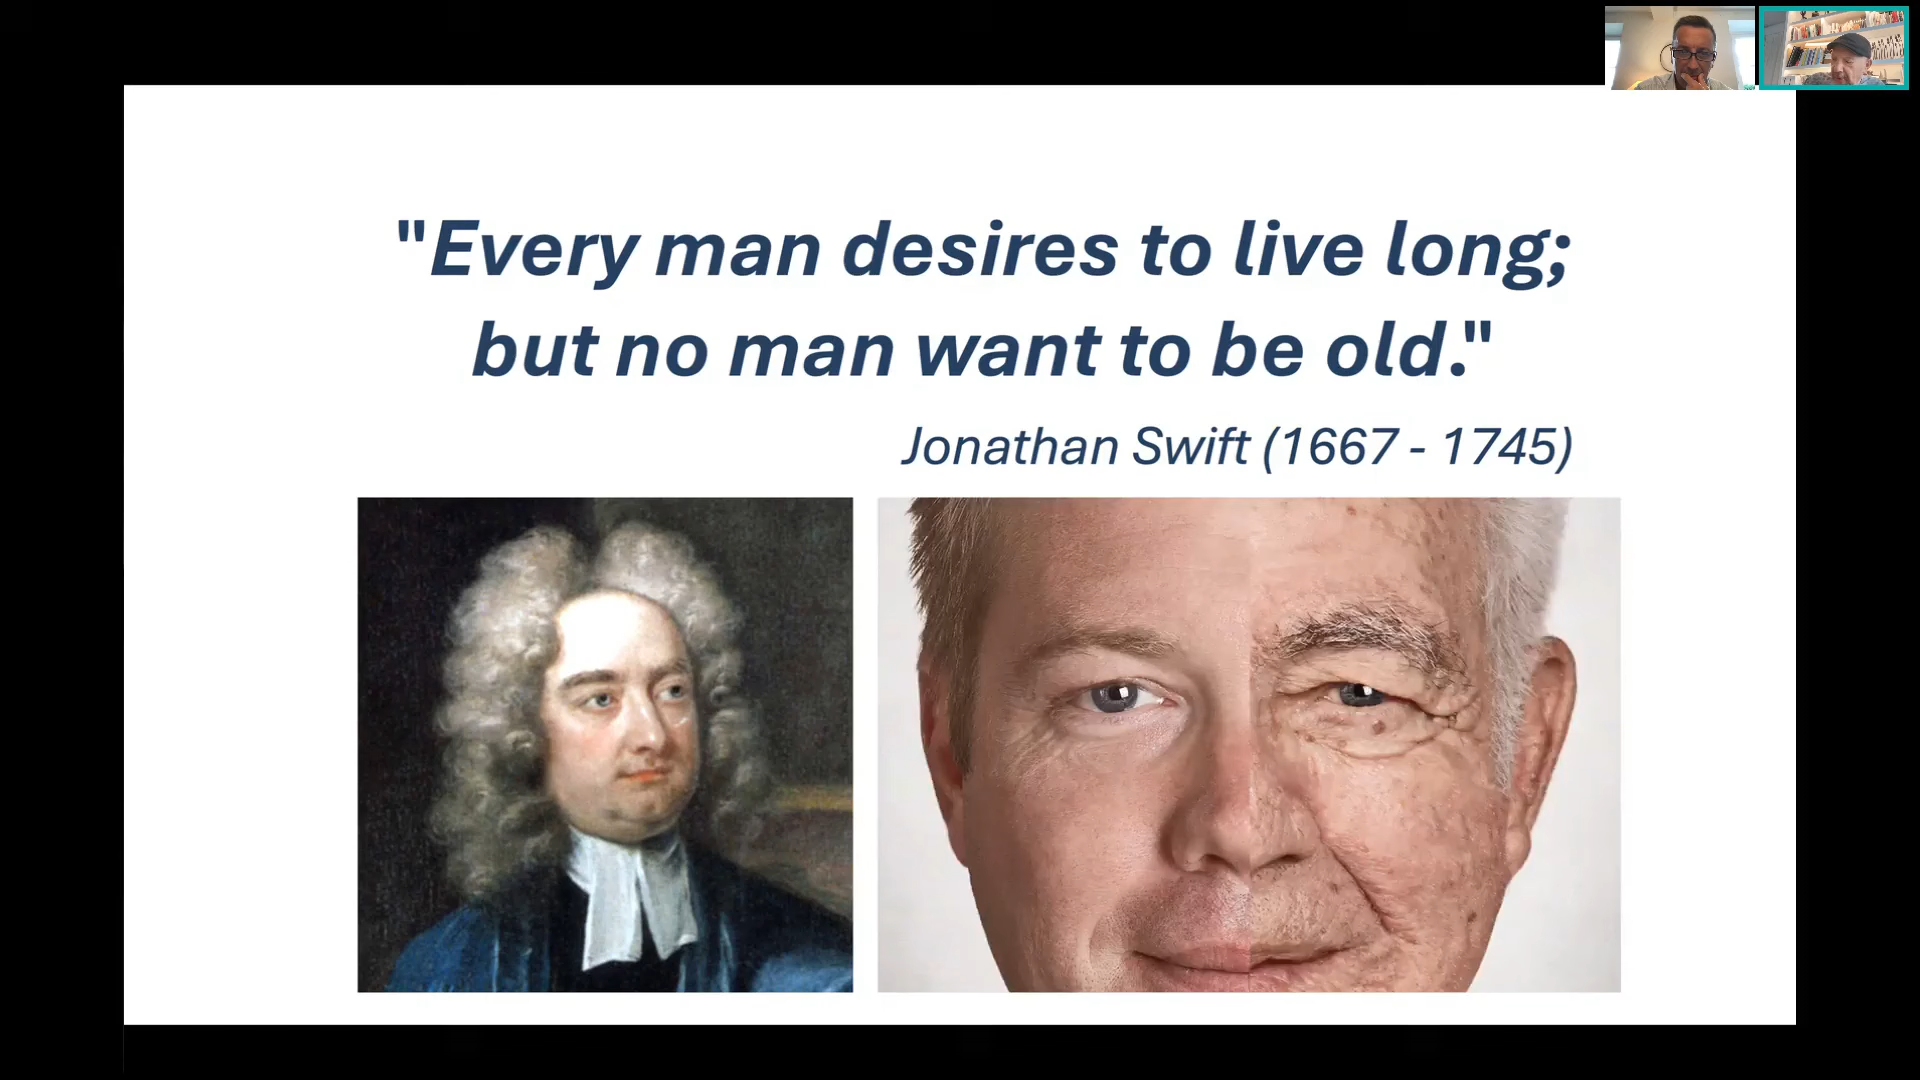 "Every man desires to live long;
but no man want to be old."
Jonathan Swift (1667 - 1745)